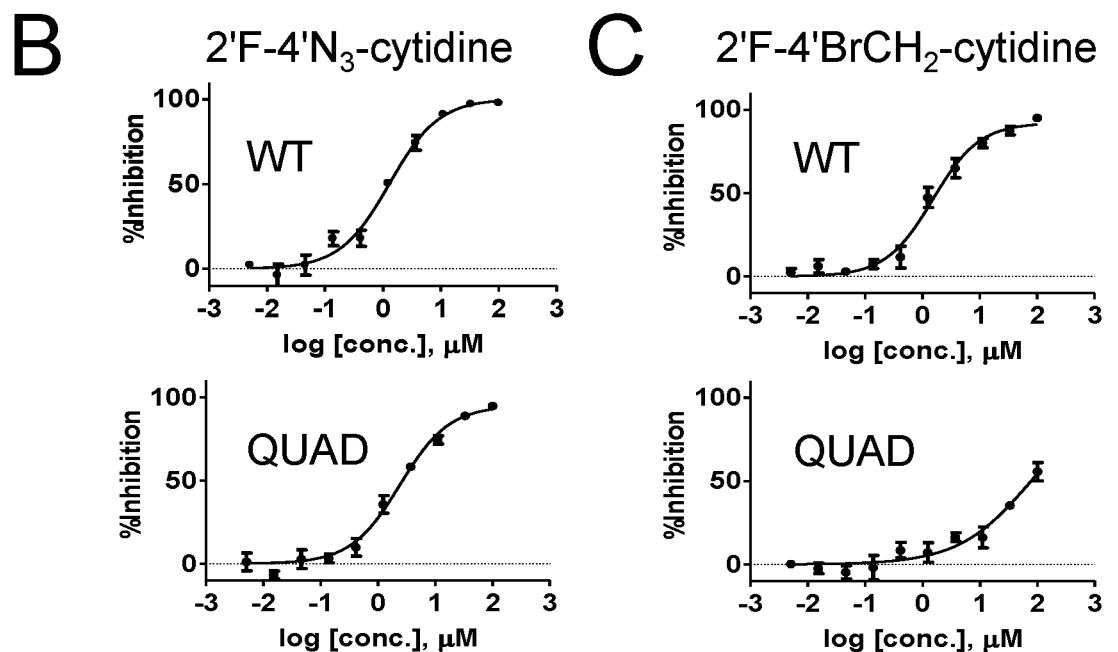 B
2'F-4'N3-cytidine
100
50
0
%Inhibition
WT
-3 -2 -1 0 1 2 3
log [conc.], μM
100
50
0
%Inhibition
QUAD
-3 -2 -1 0 1 2 3
log [conc.], μM
C
2'F-4'BrCH2-cytidine
100
50
0
%Inhibition
WT
-3 -2 -1 0 1 2 3
log [conc.], μM
100
50
0
%Inhibition
QUAD
-3 -2 -1 0 1 2 3
log [conc.], μM